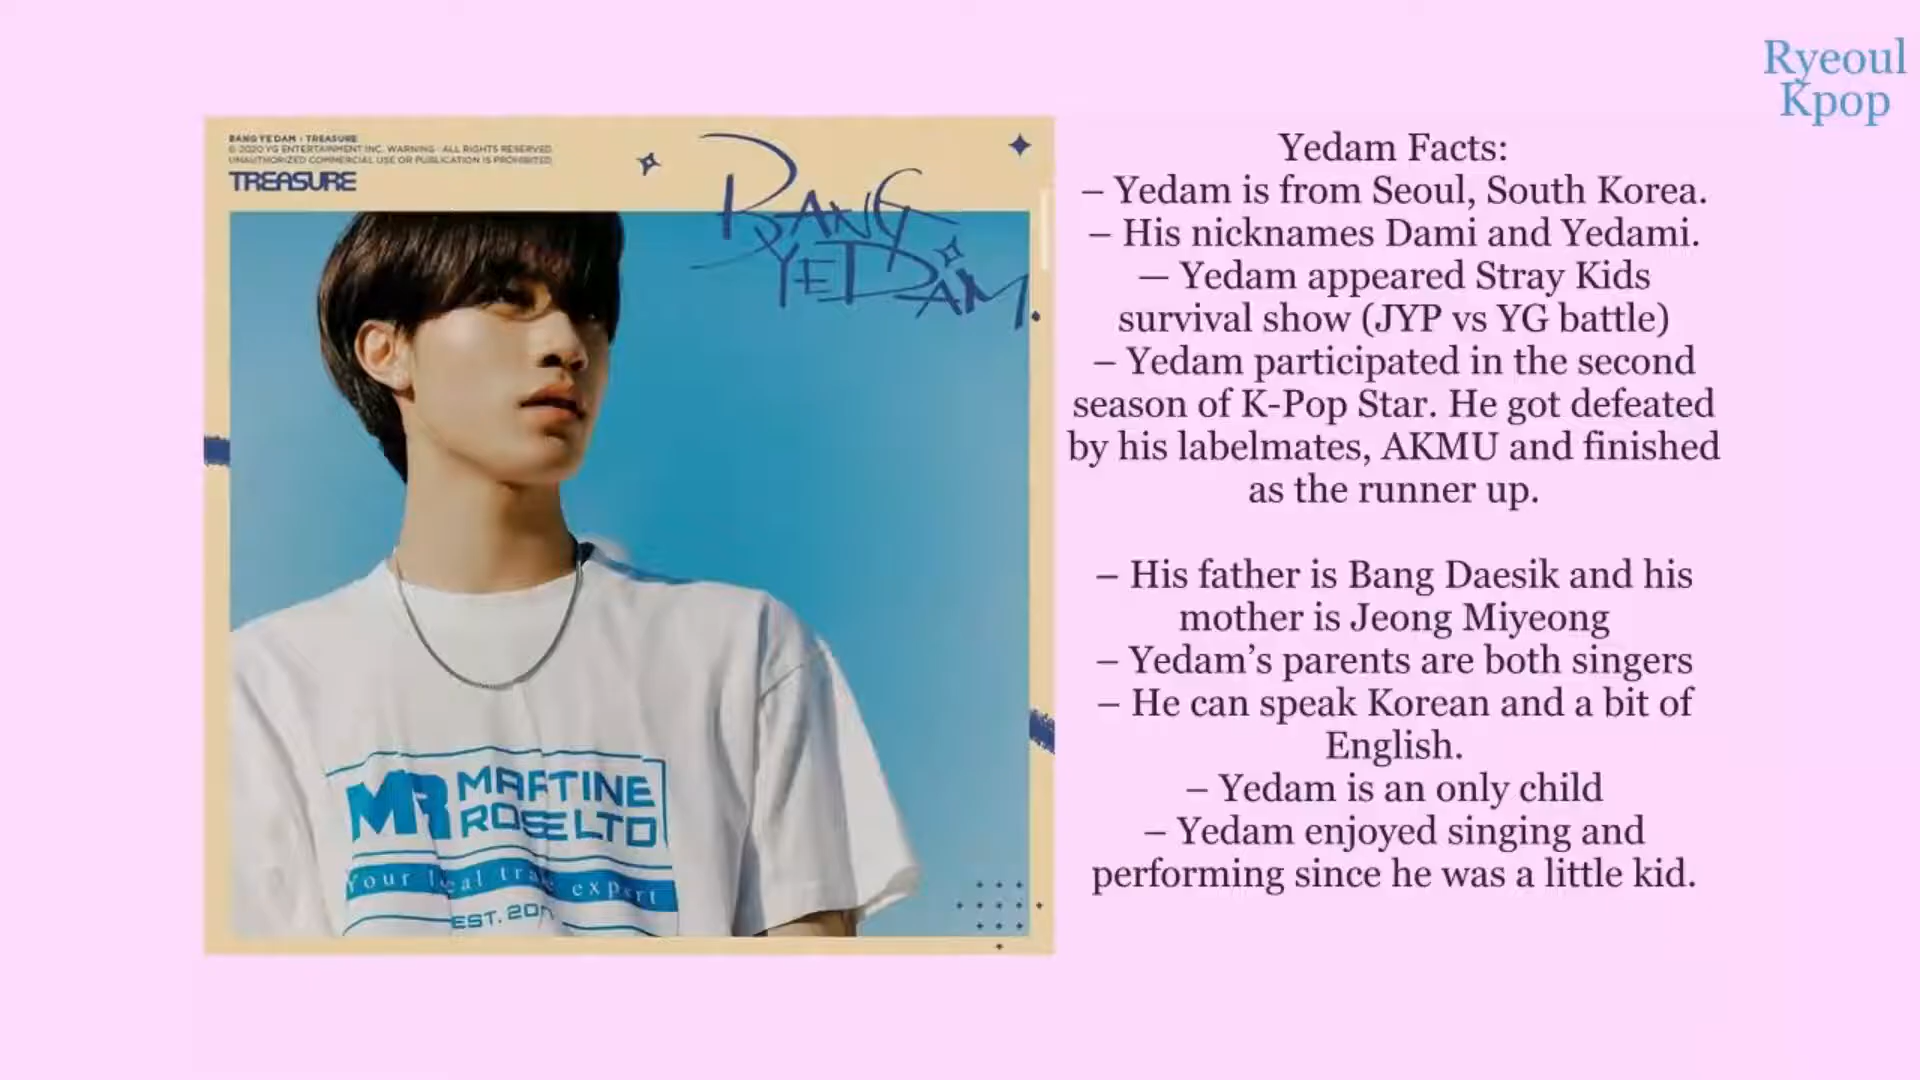 Ryeoul
Kpop
BANG YEDAM · TREASURE
© 2020 YG ENTERTAINMENT INC. WARNING · ALL RIGHTS RESERVED.
UNAUTHORIZED COMMERCIAL USE OR PUBLICATION IS PROHIBITED.
TREASURE
BANG
YEDAM.
MR MARTINE
ROSE LTD
Your local trade expert
EST. 20
Yedam Facts:
– Yedam is from Seoul, South Korea.
– His nicknames Dami and Yedami.
— Yedam appeared Stray Kids
survival show (JYP vs YG battle)
– Yedam participated in the second
season of K-Pop Star. He got defeated
by his labelmates, AKMU and finished
as the runner up.
– His father is Bang Daesik and his
mother is Jeong Miyeong
– Yedam’s parents are both singers
– He can speak Korean and a bit of
English.
– Yedam is an only child
– Yedam enjoyed singing and
performing since he was a little kid.